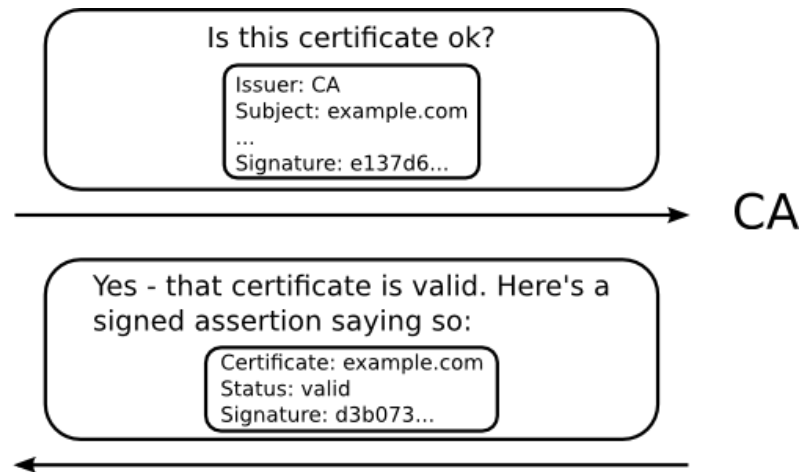 Is this certificate ok?
Issuer: CA
Subject: example.com
...
Signature: e137d6...
CA
Yes - that certificate is valid. Here's a
signed assertion saying so:
Certificate: example.com
Status: valid
Signature: d3b073...